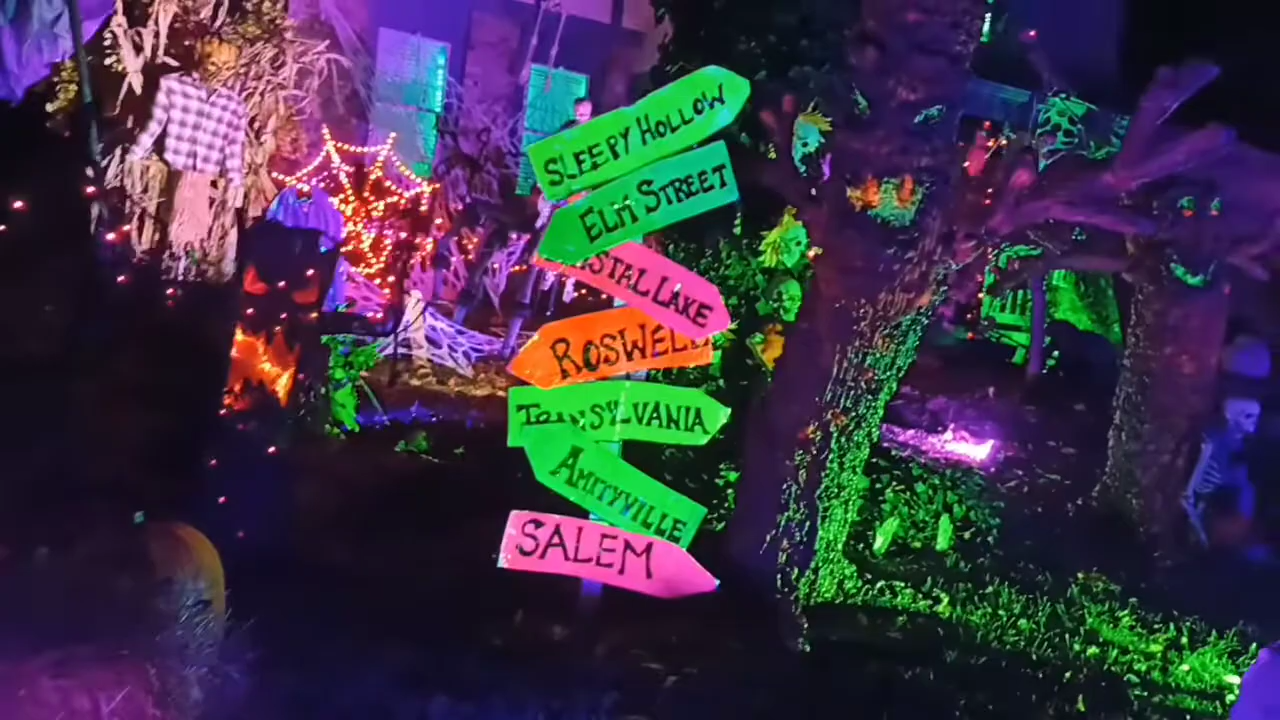 SLEEPY HOLLOW
ELM STREET
STAL LAKE
ROSWELL
TRANSYLVANIA
AMITYVILLE
SALEM